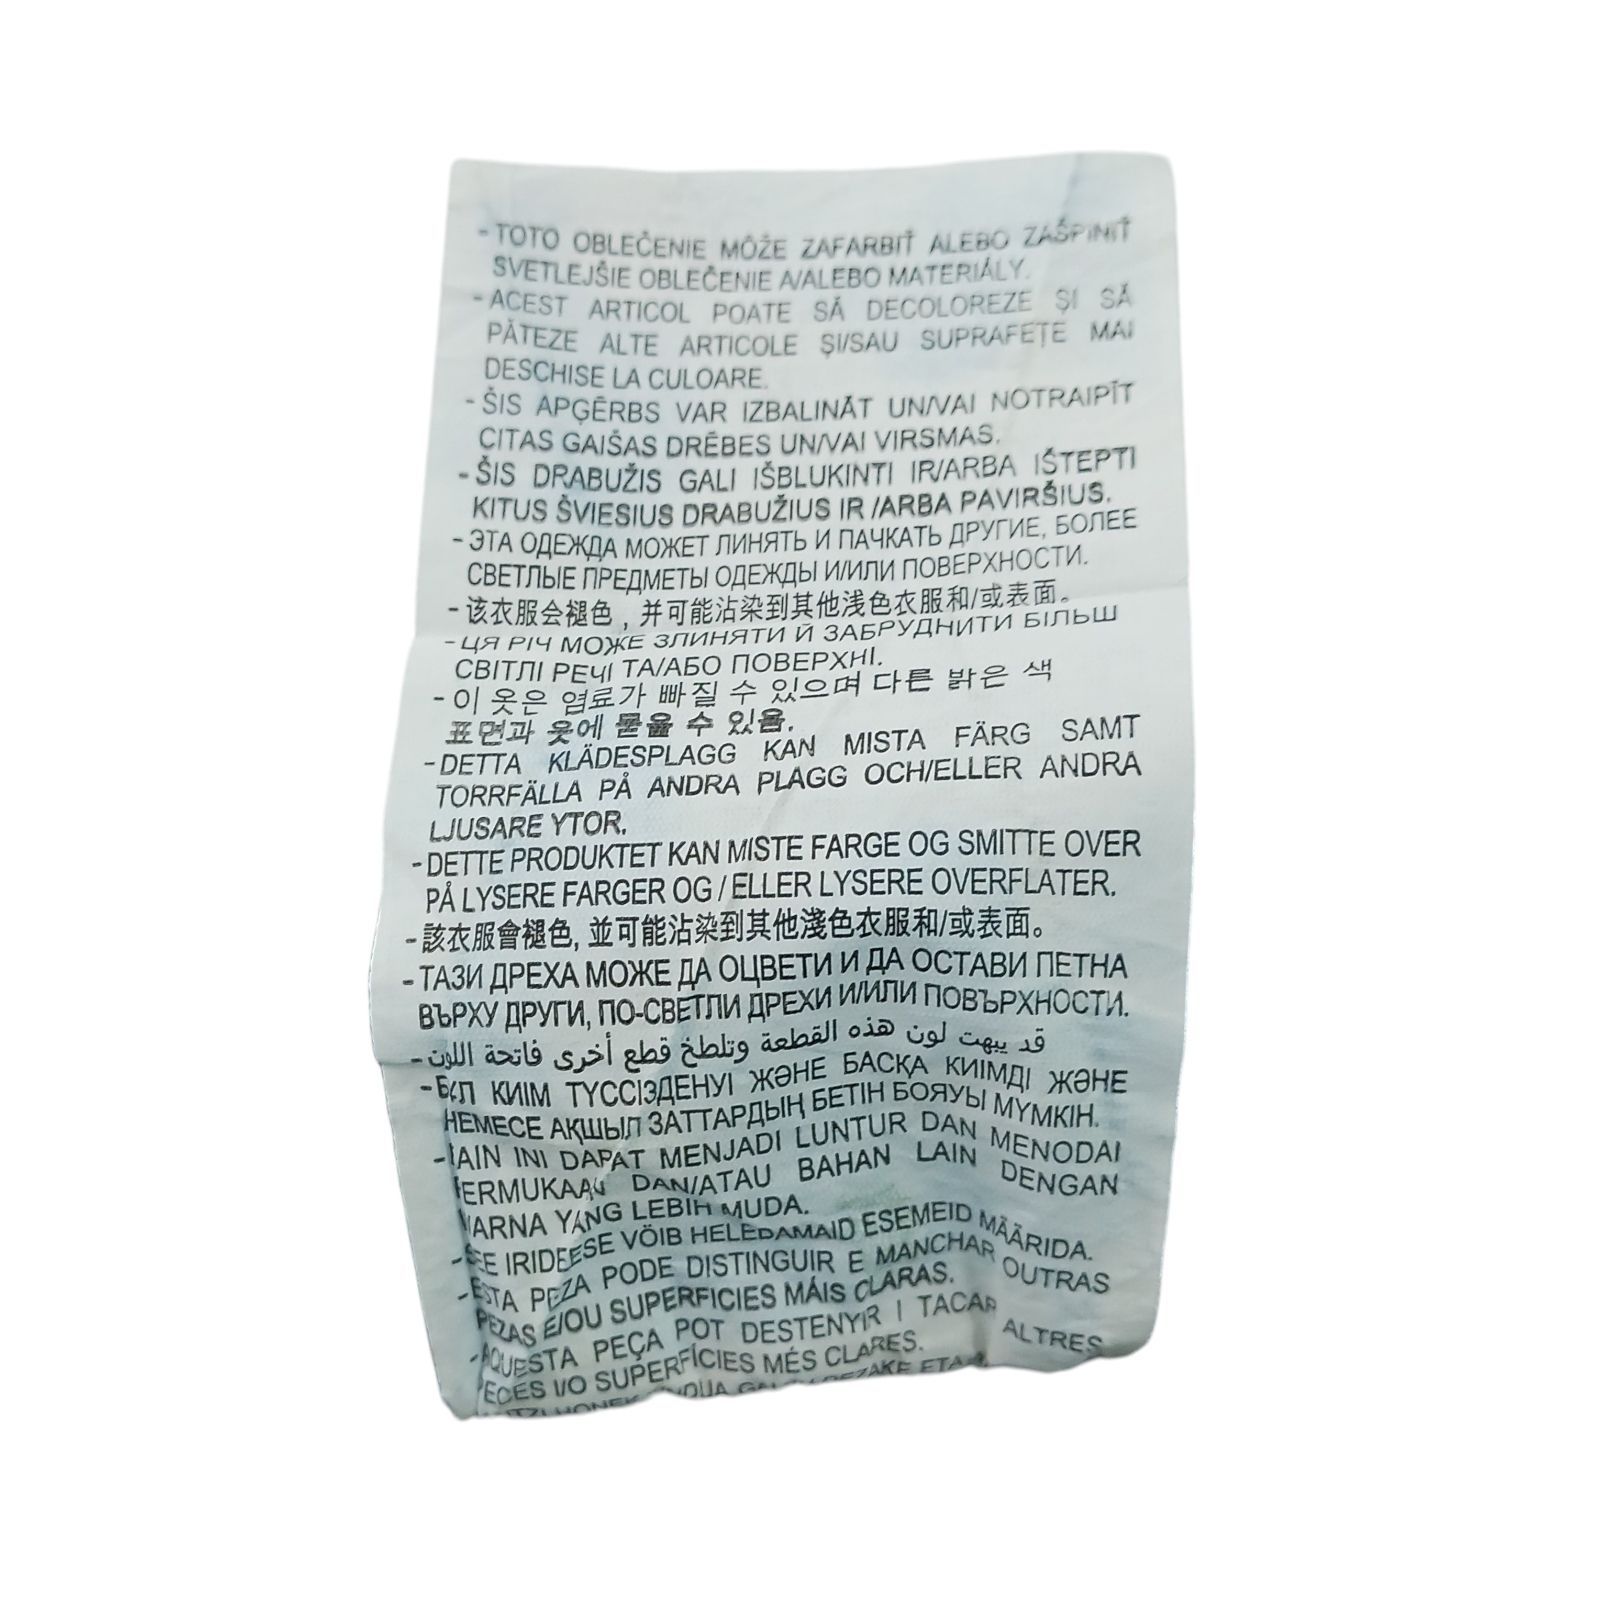 - TOTO OBLEČENIE MÔŽE ZAFARBIŤ ALEBO ZAŠPINIŤ
SVETLEJŠIE OBLEČENIE A/ALEBO MATERIÁLY.
- ACEST ARTICOL POATE SĂ DECOLOREZE ȘI SĂ
PĂTEZE ALTE ARTICOLE ȘI/SAU SUPRAFEȚE MAI
DESCHISE LA CULOARE.
- ŠIS APĢĒRBS VAR IZBALINĀT UN/VAI NOTRAIPĪT
CITAS GAIŠAS DRĒBES UN/VAI VIRSMAS.
- ŠIS DRABUŽIS GALI IŠBLUKINTI IR/ARBA IŠTEPTI
KITUS ŠVIESIUS DRABUŽIUS IR /ARBA PAVIRŠIUS.
- ЭТА ОДЕЖДА МОЖЕТ ЛИНЯТЬ И ПАЧКАТЬ ДРУГИЕ, БОЛЕЕ
СВЕТЛЫЕ ПРЕДМЕТЫ ОДЕЖДЫ И/ИЛИ ПОВЕРХНОСТИ.
- 该衣服会褪色，并可能沾染到其他浅色衣服和/或表面。
- ЦЯ РІЧ МОЖЕ ЗЛИНЯТИ Й ЗАБРУДНИТИ БІЛЬШ
СВІТЛІ РЕЧІ ТА/АБО ПОВЕРХНІ.
- 이 옷은 염료가 빠질 수 있으며 다른 밝은 색
표면과 옷에 묻을 수 있음.
- DETTA KLÄDESPLAGG KAN MISTA FÄRG SAMT
TORRFÄLLA PÅ ANDRA PLAGG OCH/ELLER ANDRA
LJUSARE YTOR.
- DETTE PRODUKTET KAN MISTE FARGE OG SMITTE OVER
PÅ LYSERE FARGER OG / ELLER LYSERE OVERFLATER.
- 該衣服會褪色, 並可能沾染到其他淺色衣服和/或表面。
- ТАЗИ ДРЕХА МОЖЕ ДА ОЦВЕТИ И ДА ОСТАВИ ПЕТНА
ВЪРХУ ДРУГИ, ПО-СВЕТЛИ ДРЕХИ И/ИЛИ ПОВЪРХНОСТИ.
- قد يبهت لون هذه القطعة وتلطخ قطع أخرى فاتحة اللون
- БҰЛ КИІМ ТҮССІЗДЕНУІ ЖӘНЕ БАСҚА КИІМДІ ЖӘНЕ
НЕМЕСЕ АҚШЫЛ ЗАТТАРДЫҢ БЕТІН БОЯУЫ МҮМКІН.
- KAIN INI DAPAT MENJADI LUNTUR DAN MENODAI
PERMUKAAN DAN/ATAU BAHAN LAIN DENGAN
WARNA YANG LEBIH MUDA.
- SEE IRIDEESE VÕIB HELEDAMAID ESEMEID MÄÄRIDA.
- ESTA PEZA PODE DISTINGUIR E MANCHAR OUTRAS
PEZAS E/OU SUPERFICIES MÁIS CLARAS.
- AQUESTA PEÇA POT DESTENYIR I TACAR ALTRES
PECES I/O SUPERFÍCIES MÉS CLARES.